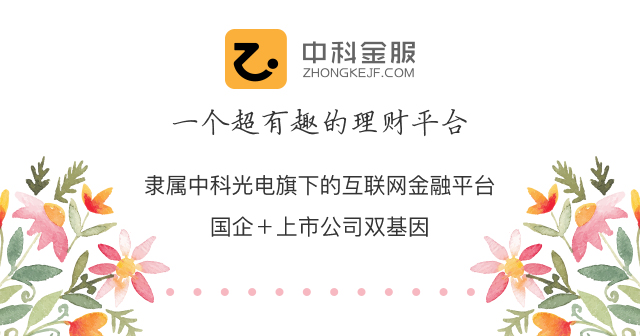 中科金服
ZHONGKEJF.COM
一个超有趣的理财平台
隶属中科光电旗下的互联网金融平台
国企+上市公司双基因